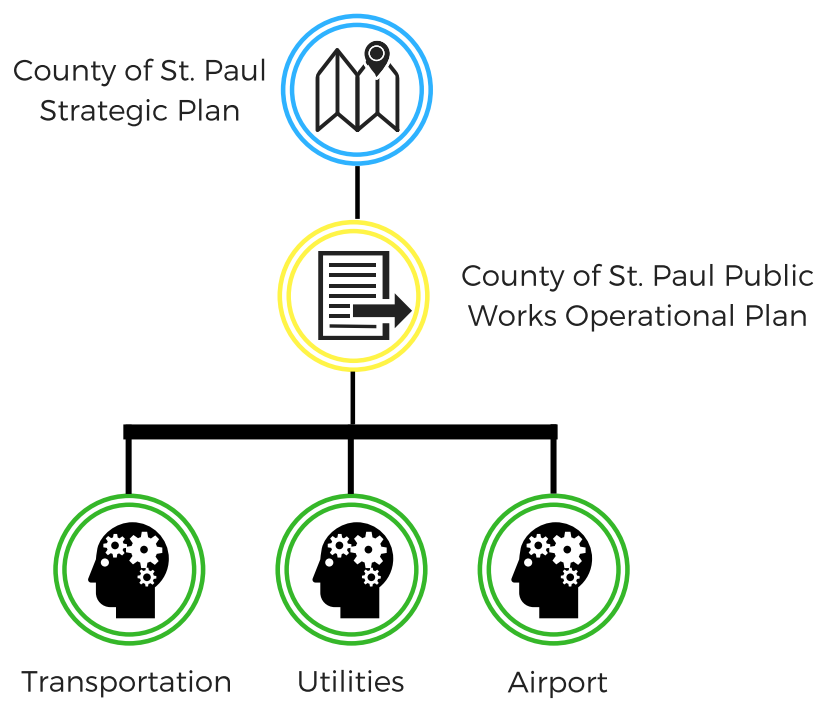 County of St. Paul
Strategic Plan
County of St. Paul Public
Works Operational Plan
Transportation
Utilities
Airport